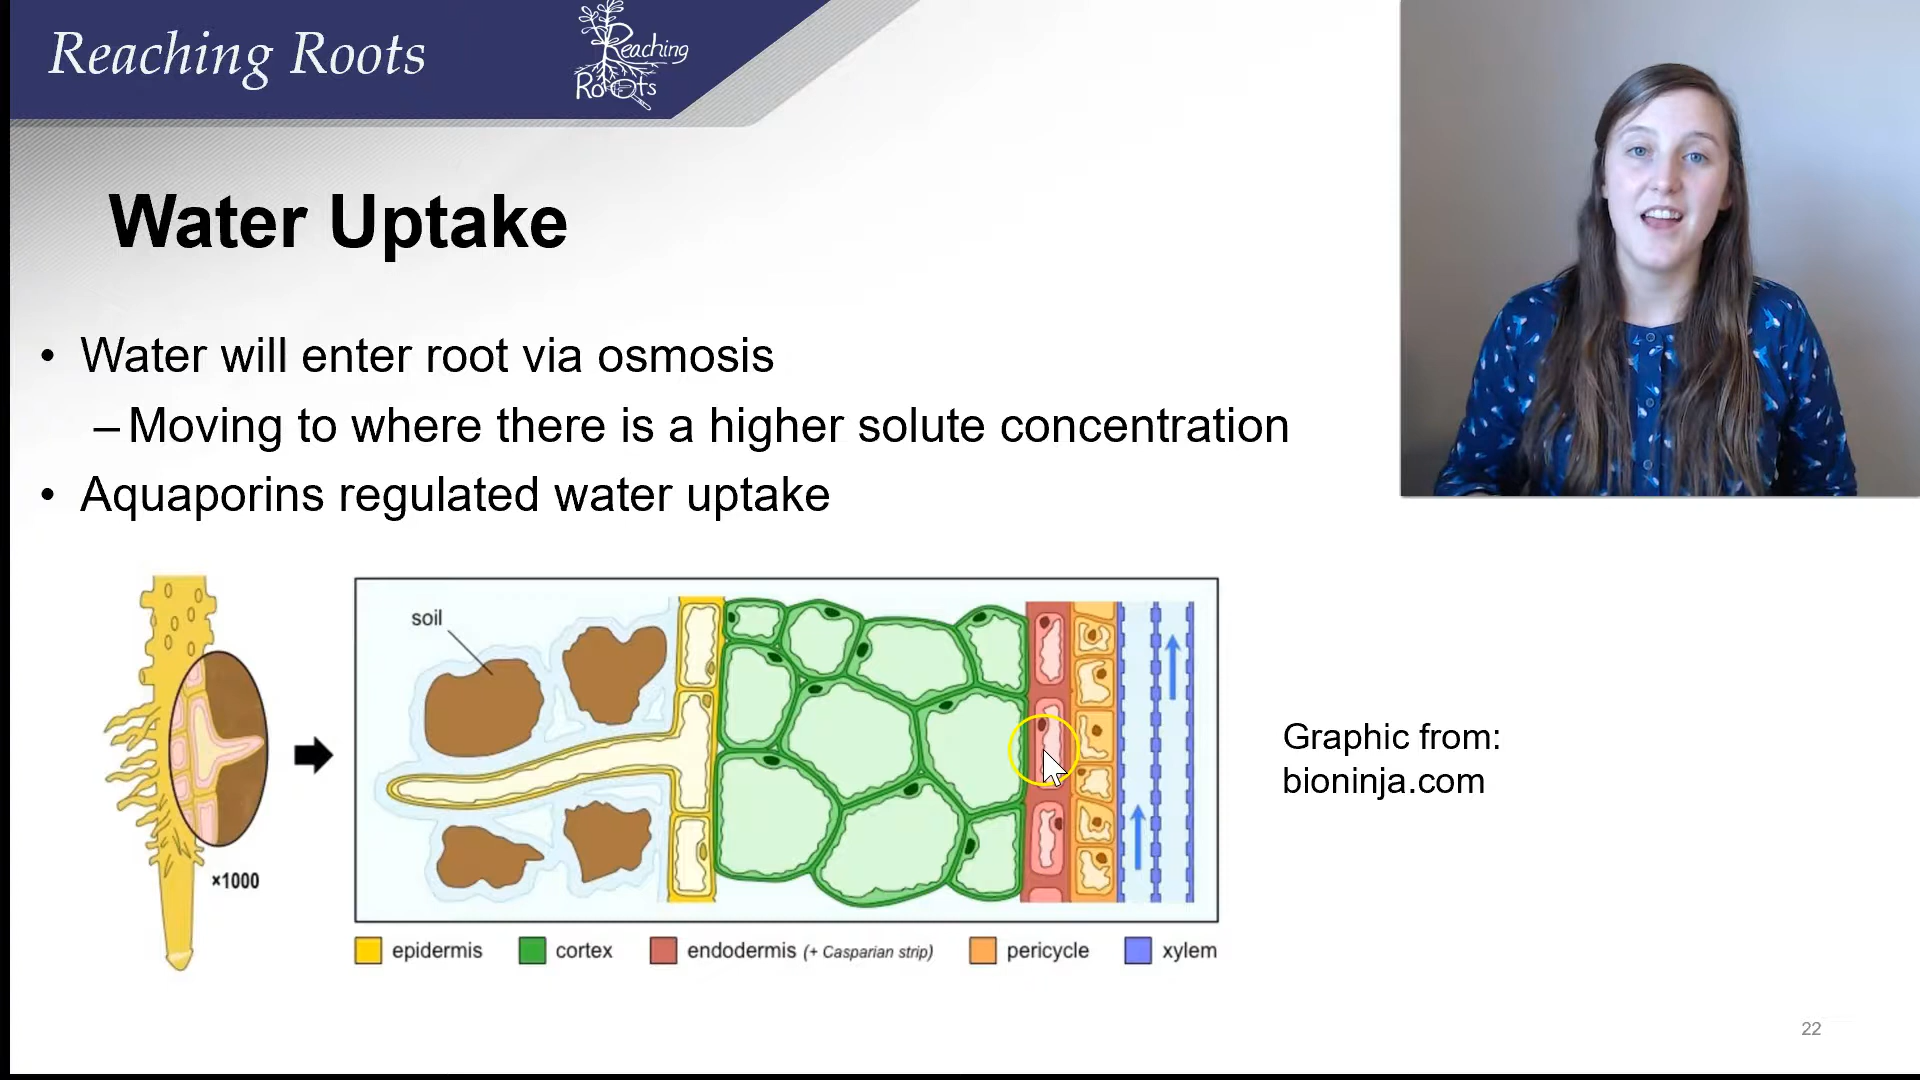 Reaching Roots
Reaching
Roots
Water Uptake
• Water will enter root via osmosis
– Moving to where there is a higher solute concentration
• Aquaporins regulated water uptake
soil
×1000
epidermis cortex endodermis (+ Casparian strip) pericycle xylem
Graphic from:
bioninja.com
22